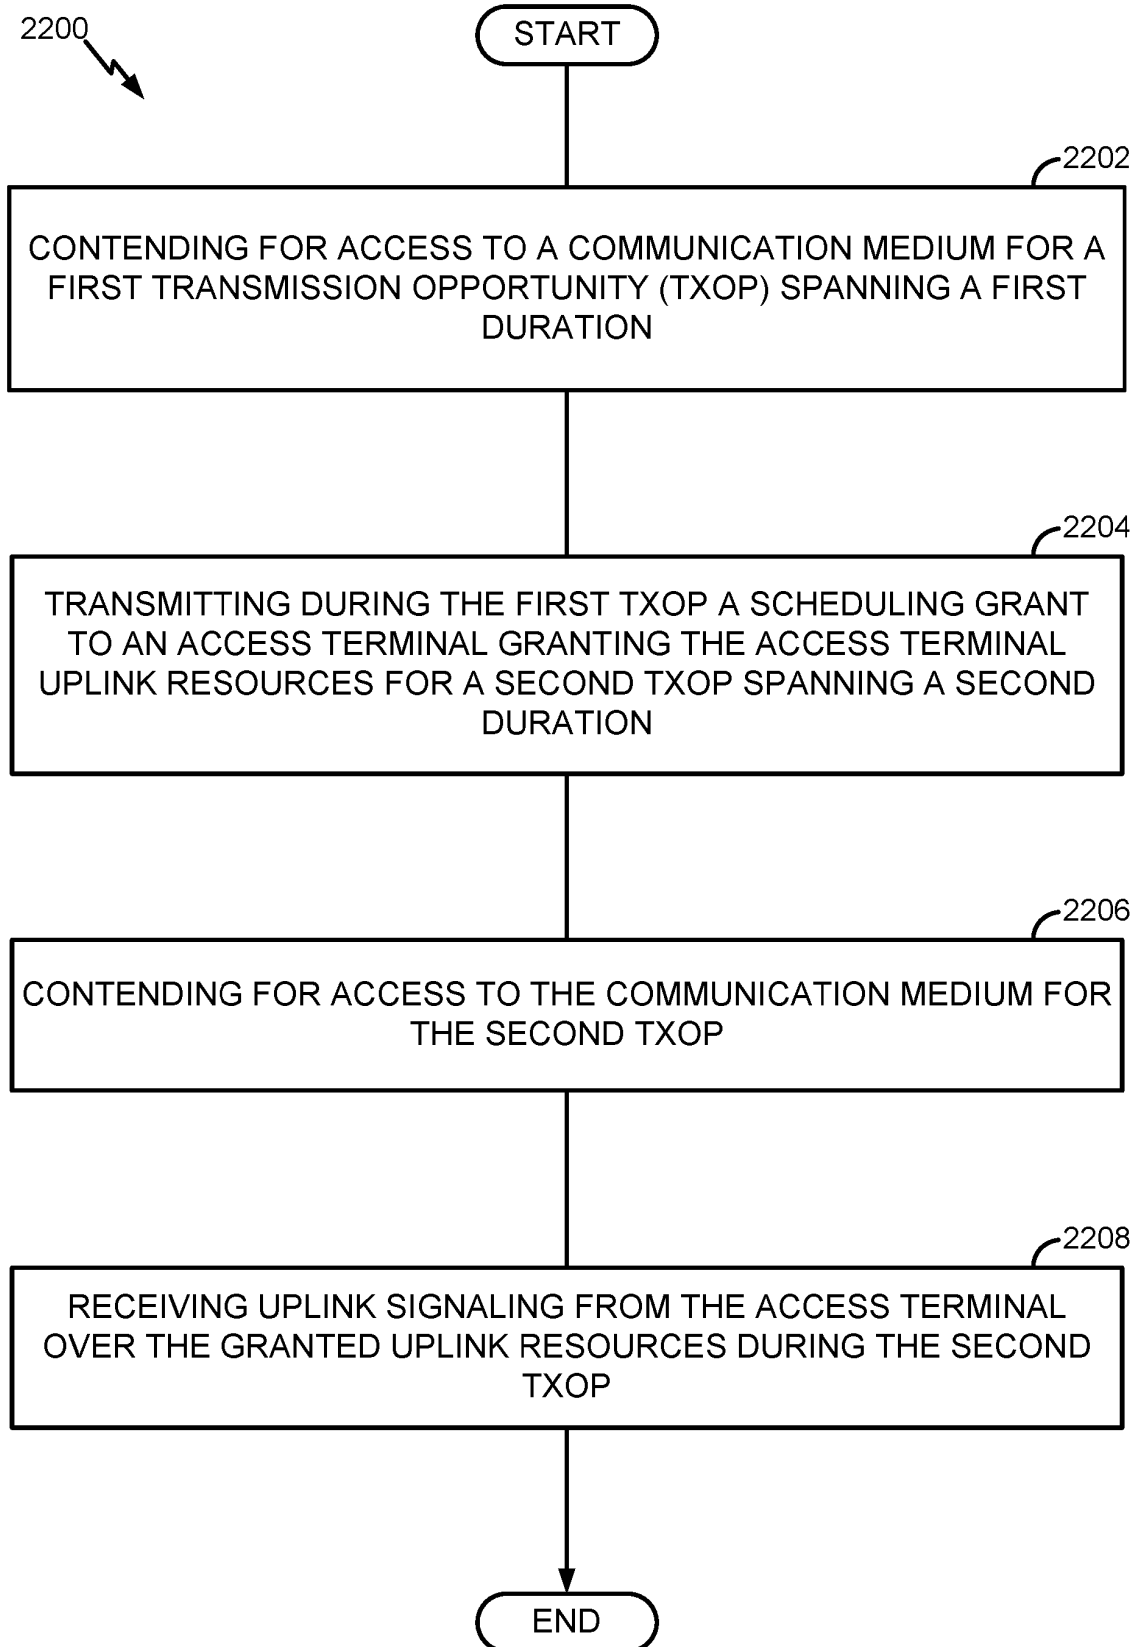 2200
START
2202
CONTENDING FOR ACCESS TO A COMMUNICATION MEDIUM FOR A
FIRST TRANSMISSION OPPORTUNITY (TXOP) SPANNING A FIRST
DURATION
2204
TRANSMITTING DURING THE FIRST TXOP A SCHEDULING GRANT
TO AN ACCESS TERMINAL GRANTING THE ACCESS TERMINAL
UPLINK RESOURCES FOR A SECOND TXOP SPANNING A SECOND
DURATION
2206
CONTENDING FOR ACCESS TO THE COMMUNICATION MEDIUM FOR
THE SECOND TXOP
2208
RECEIVING UPLINK SIGNALING FROM THE ACCESS TERMINAL
OVER THE GRANTED UPLINK RESOURCES DURING THE SECOND
TXOP
END